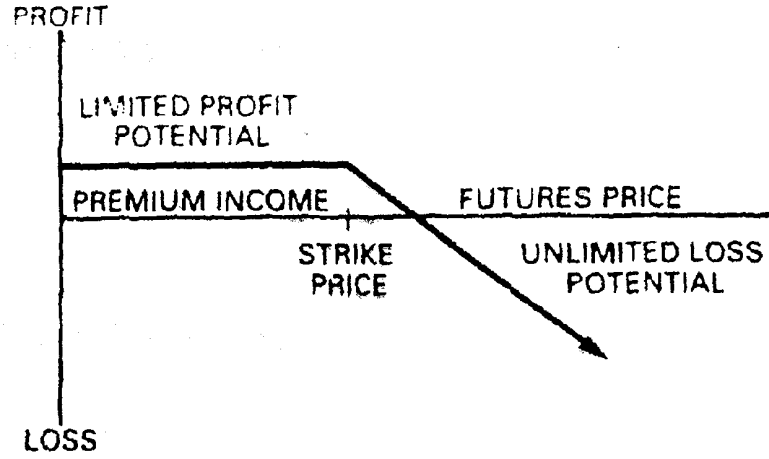 PROFIT
LIMITED PROFIT
POTENTIAL
PREMIUM INCOME
FUTURES PRICE
STRIKE
PRICE
UNLIMITED LOSS
POTENTIAL
LOSS